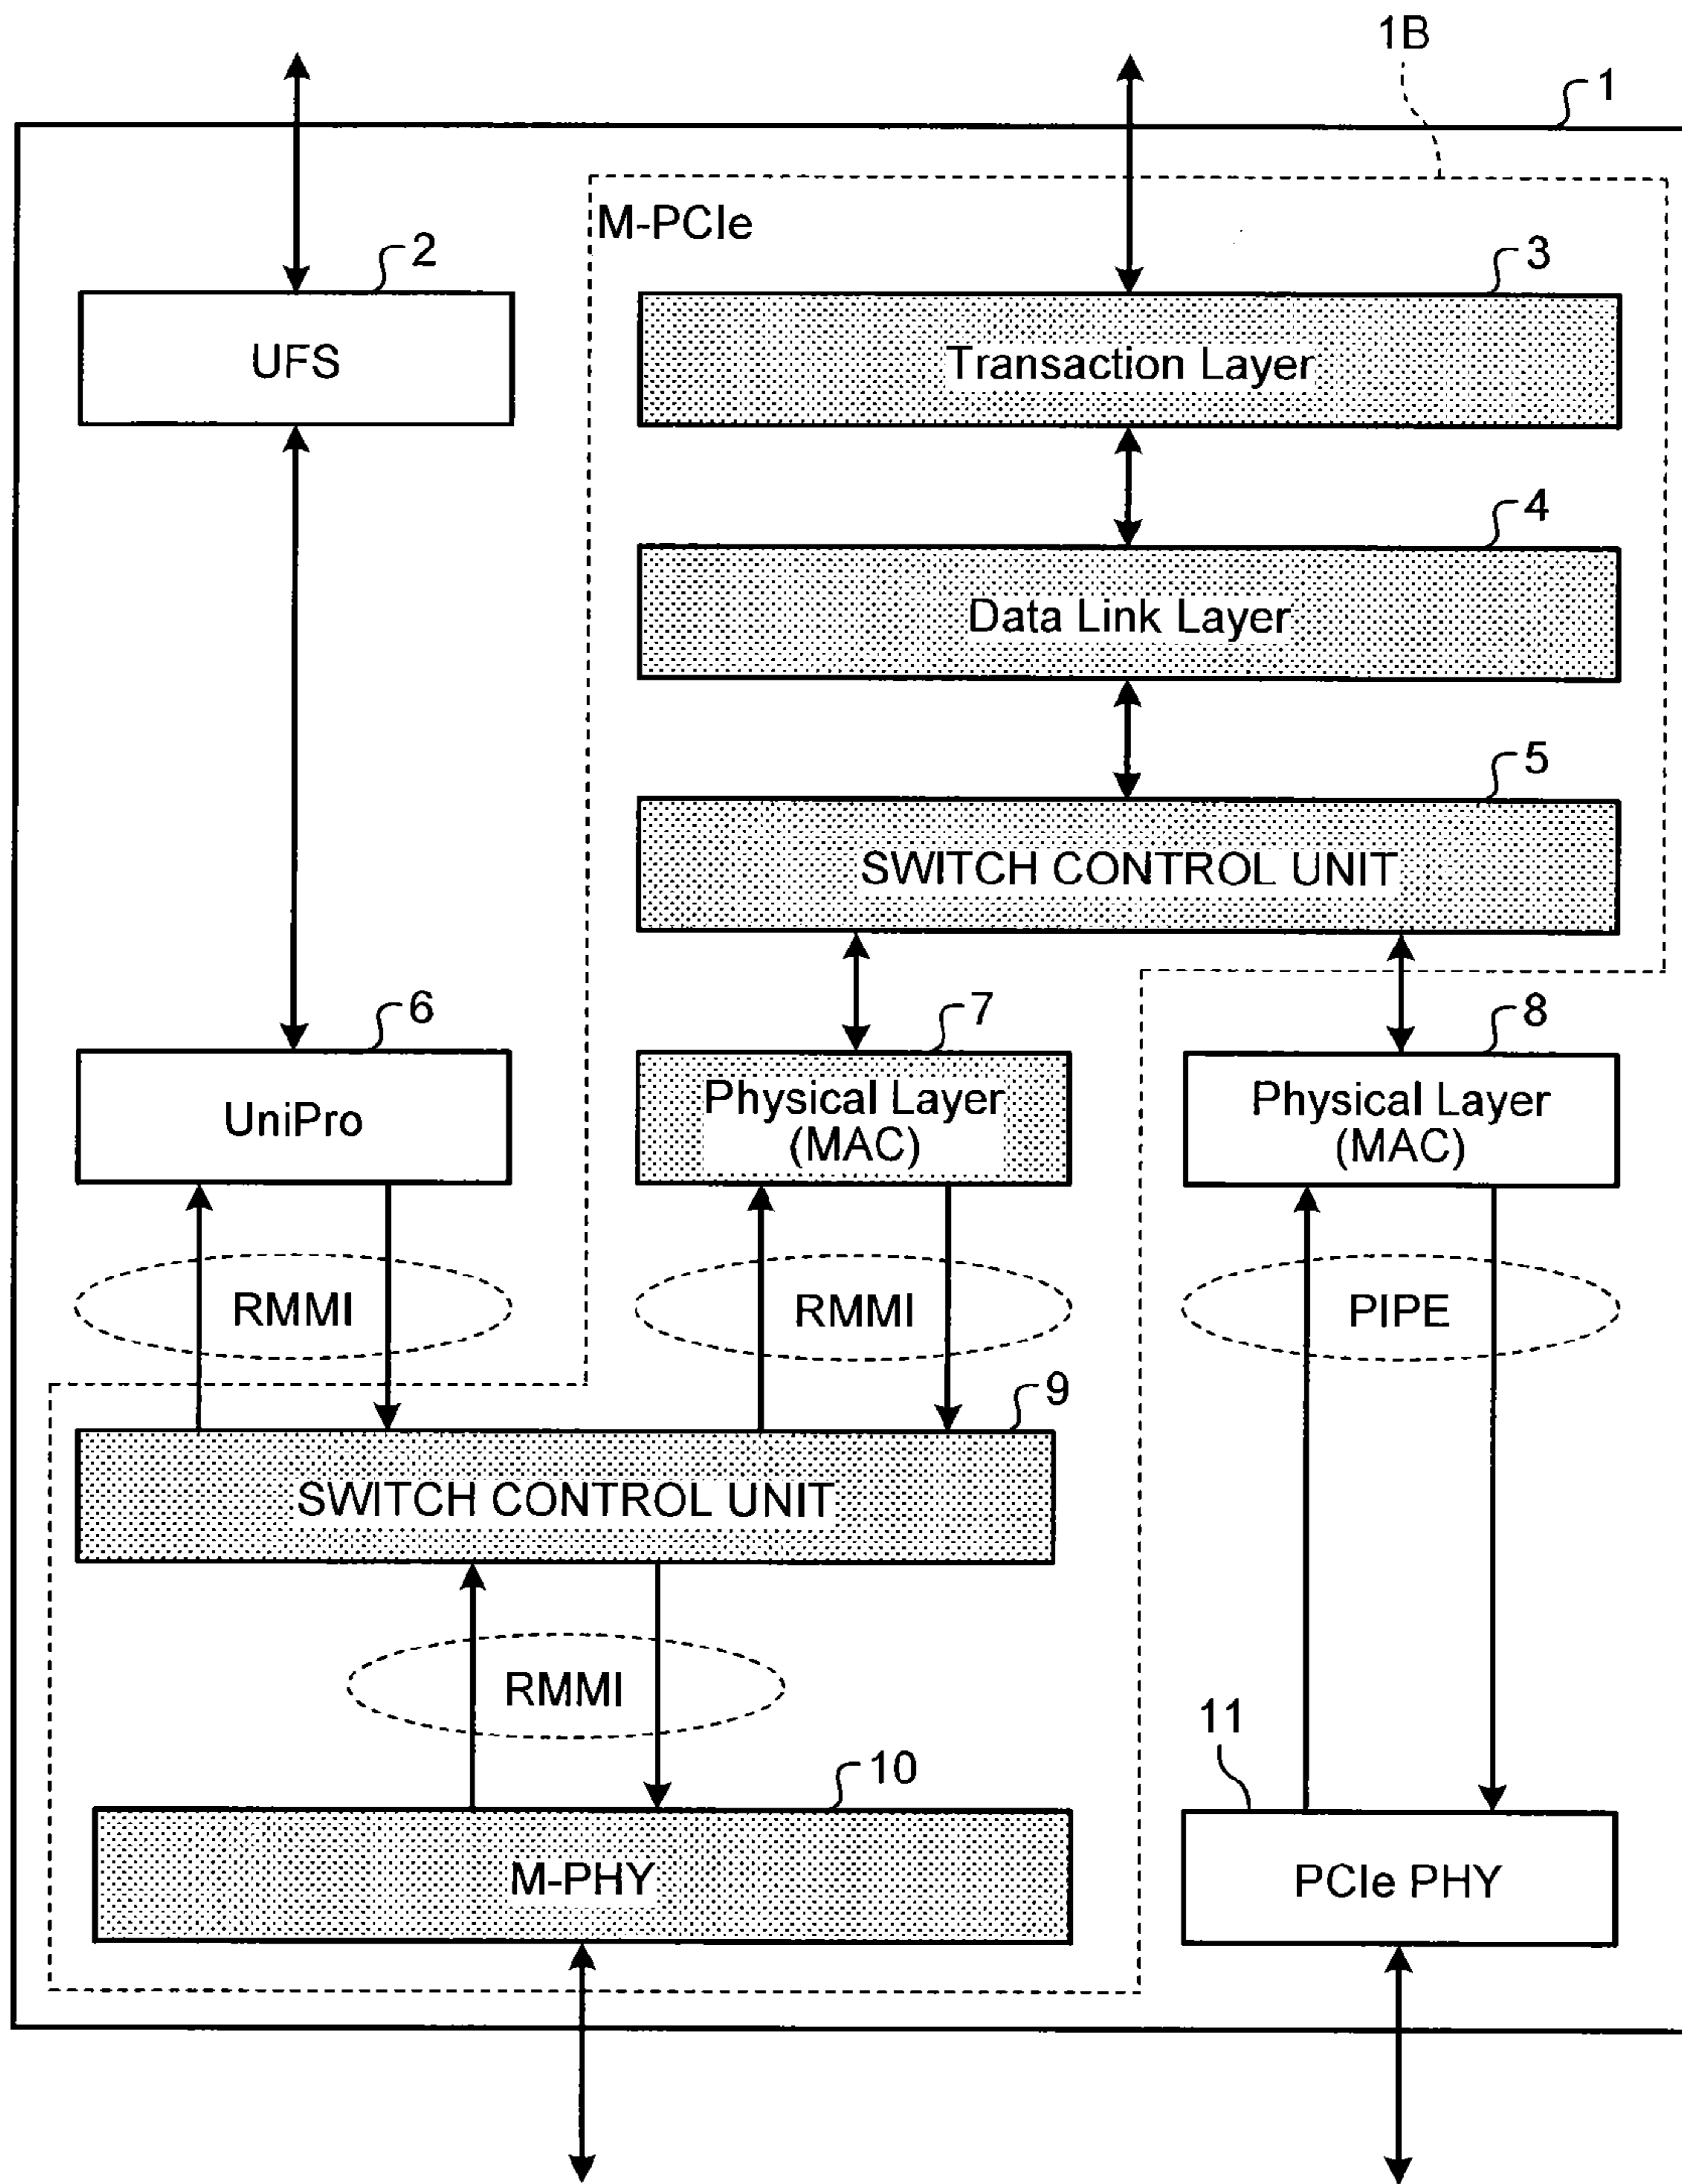 1B
1
M-PCIe
2
3
UFS
Transaction Layer
4
Data Link Layer
5
SWITCH CONTROL UNIT
6
7
8
UniPro
Physical Layer
(MAC)
Physical Layer
(MAC)
RMMI
RMMI
PIPE
9
SWITCH CONTROL UNIT
RMMI
11
10
M-PHY
PCIe PHY